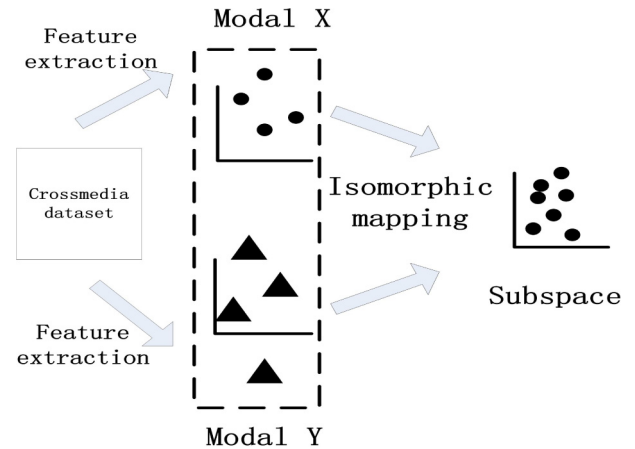 Modal X
Feature
extraction
Crossmedia
dataset
Isomorphic
mapping
Subspace
Feature
extraction
Modal Y